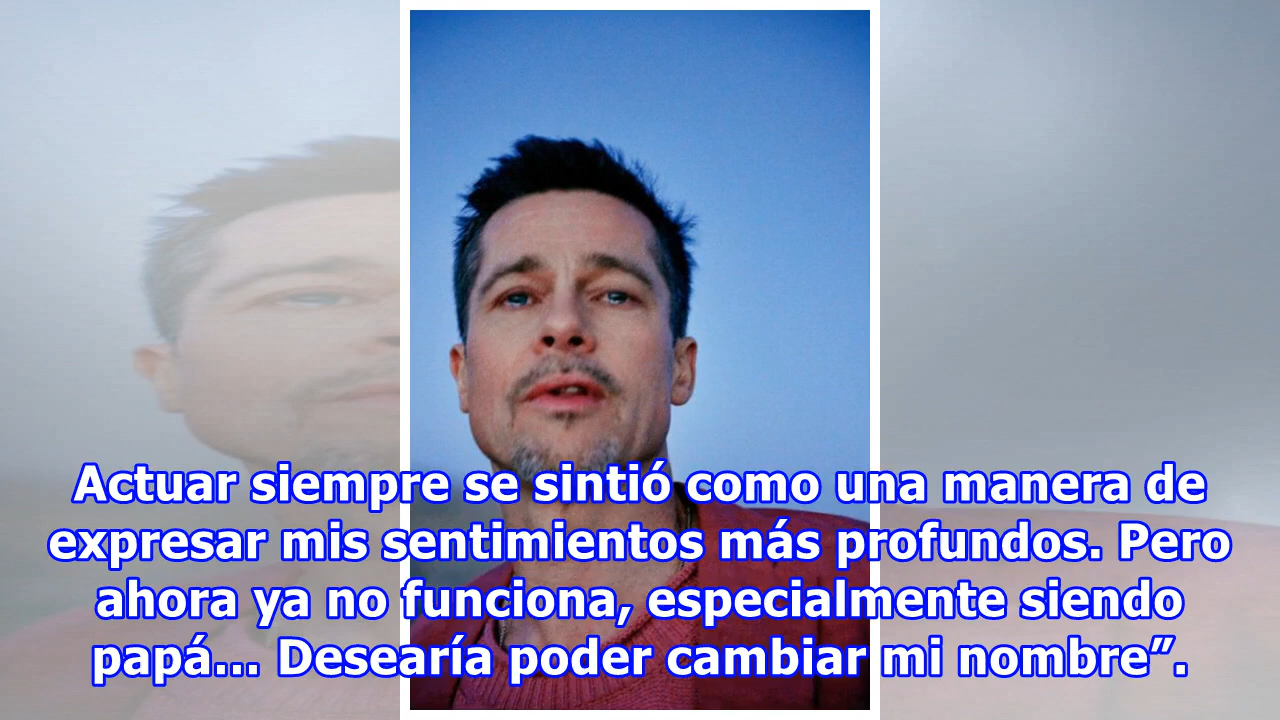 Actuar siempre se sintió como una manera de
expresar mis sentimientos más profundos. Pero
ahora ya no funciona, especialmente siendo
papá... Desearía poder cambiar mi nombre”.